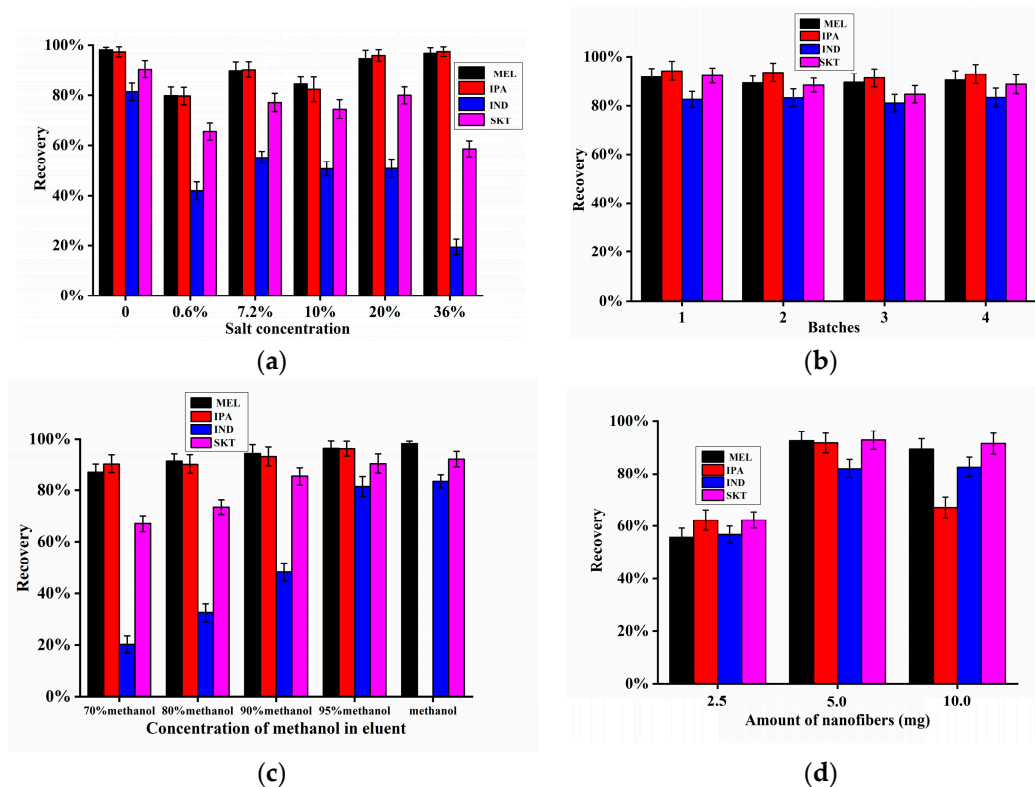 100%
80%
60%
40%
20%
0%
Recovery
MEL
IPA
IND
SKT
0 0.6% 7.2% 10% 20% 36%
Salt concentration
(a)
100%
80%
60%
40%
20%
0%
Recovery
MEL
IPA
IND
SKT
1 2 3 4
Batches
(b)
100%
80%
60%
40%
20%
0%
Recovery
MEL
IPA
IND
SKT
70%methanol 80%methanol 90%methanol 95%methanol methanol
Concentration of methanol in eluent
(c)
100%
80%
60%
40%
20%
0%
Recovery
MEL
IPA
IND
SKT
2.5 5.0 10.0
Amount of nanofibers (mg)
(d)